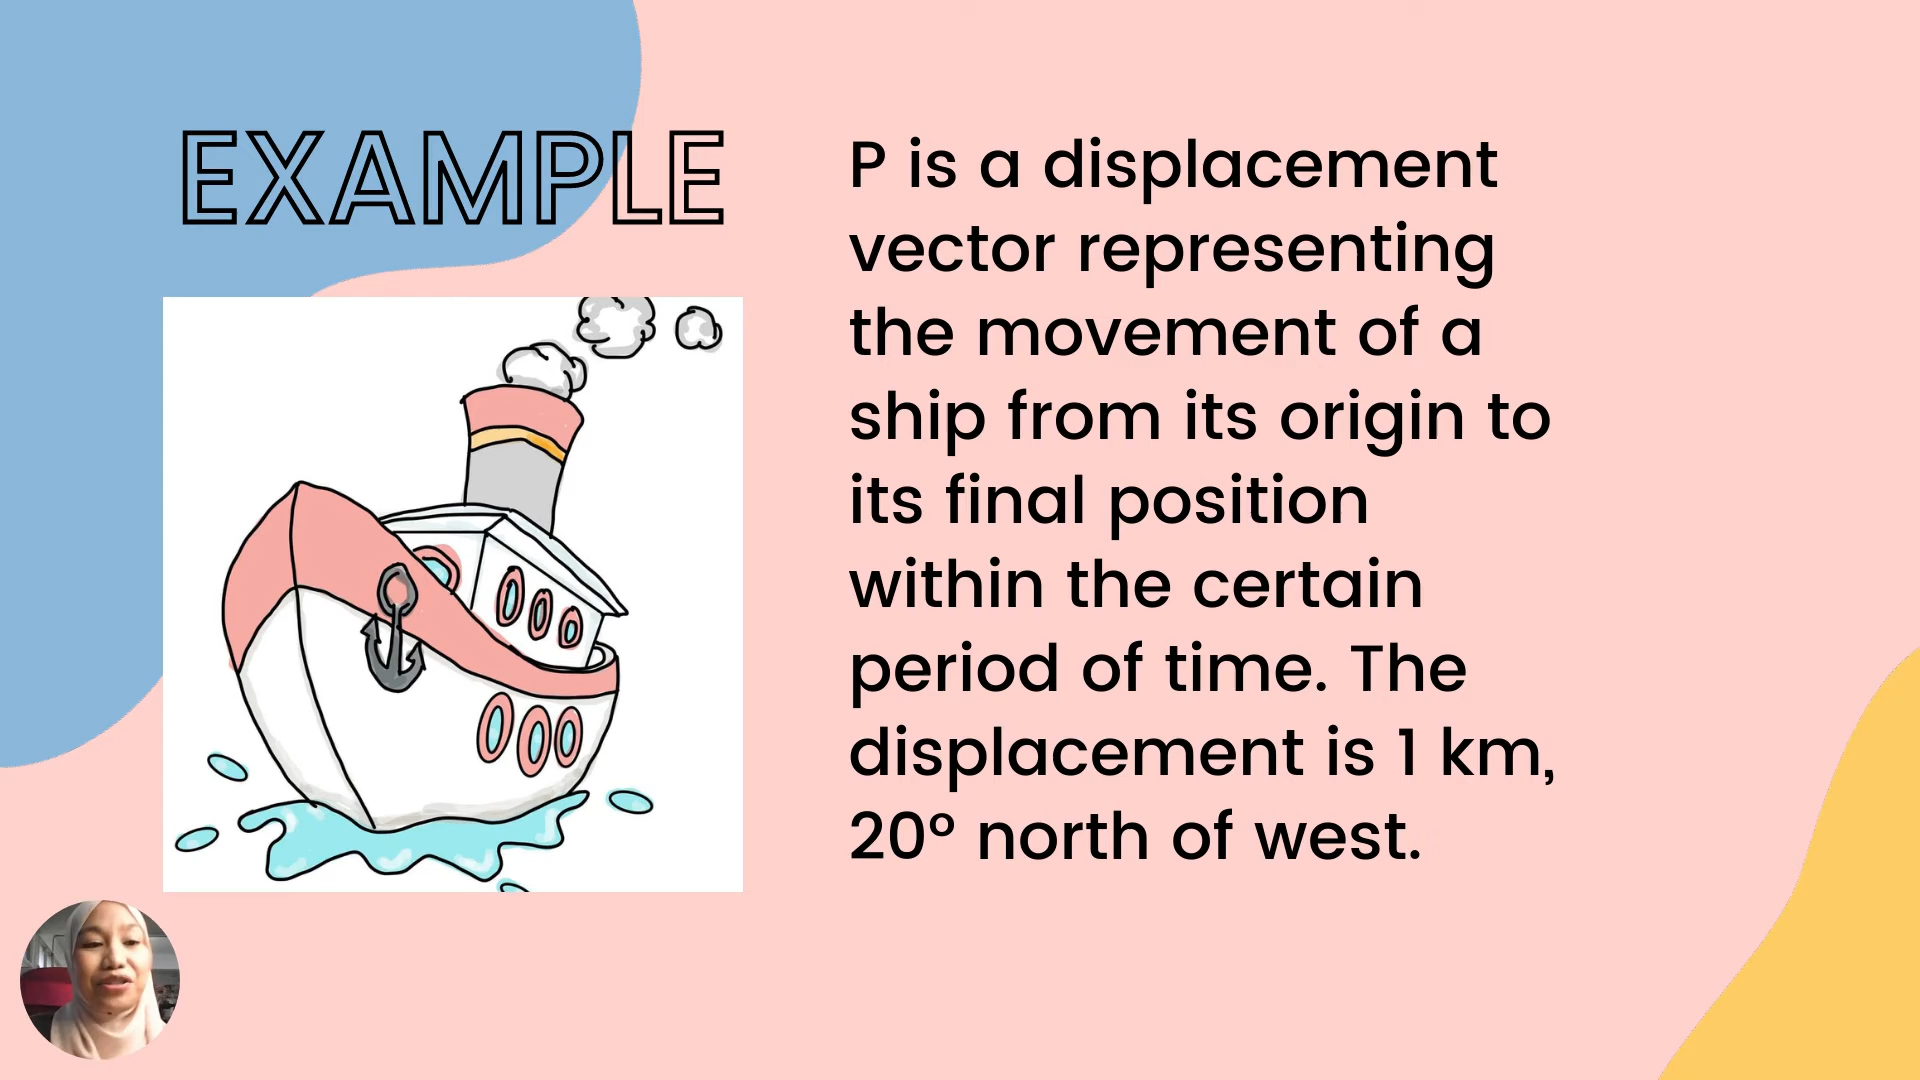 EXAMPLE
P is a displacement
vector representing
the movement of a
ship from its origin to
its final position
within the certain
period of time. The
displacement is 1 km,
20° north of west.